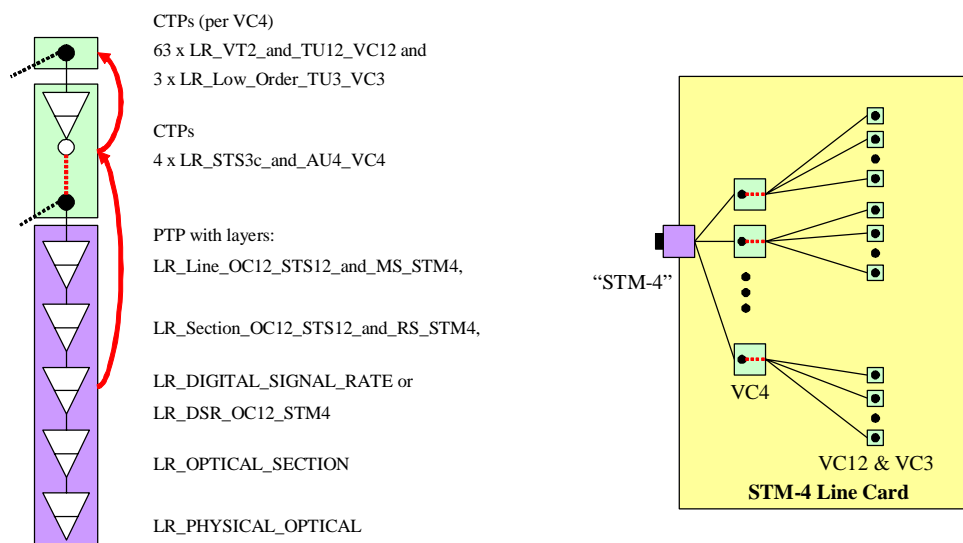 CTPs (per VC4)
63 x LR_VT2_and_TU12_VC12 and
3 x LR_Low_Order_TU3_VC3
CTPs
4 x LR_STS3c_and_AU4_VC4
PTP with layers:
LR_Line_OC12_STS12_and_MS_STM4,
LR_Section_OC12_STS12_and_RS_STM4,
LR_DIGITAL_SIGNAL_RATE or
LR_DSR_OC12_STM4
LR_OPTICAL_SECTION
LR_PHYSICAL_OPTICAL
“STM-4”
VC4
VC12 & VC3
STM-4 Line Card